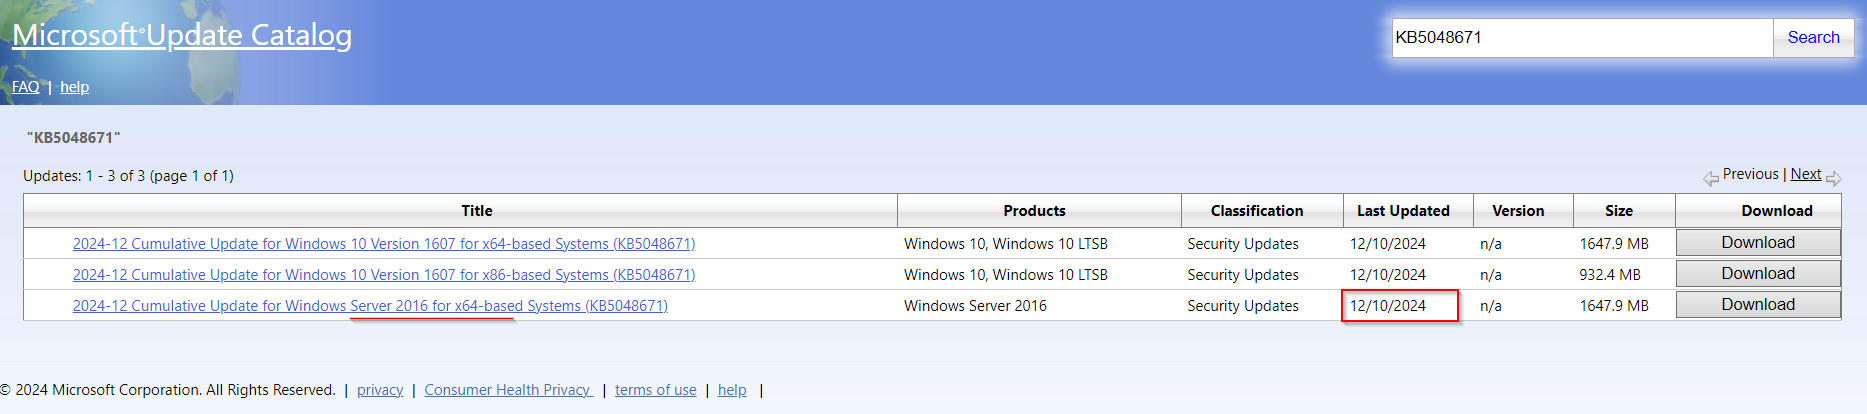 Microsoft®Update Catalog
KB5048671 Search
FAQ | help
"KB5048671"
Updates: 1 - 3 of 3 (page 1 of 1)
Previous | Next
Title Products Classification Last Updated Version Size Download
2024-12 Cumulative Update for Windows 10 Version 1607 for x64-based Systems (KB5048671) Windows 10, Windows 10 LTSB Security Updates 12/10/2024 n/a 1647.9 MB Download
2024-12 Cumulative Update for Windows 10 Version 1607 for x86-based Systems (KB5048671) Windows 10, Windows 10 LTSB Security Updates 12/10/2024 n/a 932.4 MB Download
2024-12 Cumulative Update for Windows Server 2016 for x64-based Systems (KB5048671) Windows Server 2016 Security Updates 12/10/2024 n/a 1647.9 MB Download
© 2024 Microsoft Corporation. All Rights Reserved. | privacy | Consumer Health Privacy | terms of use | help |